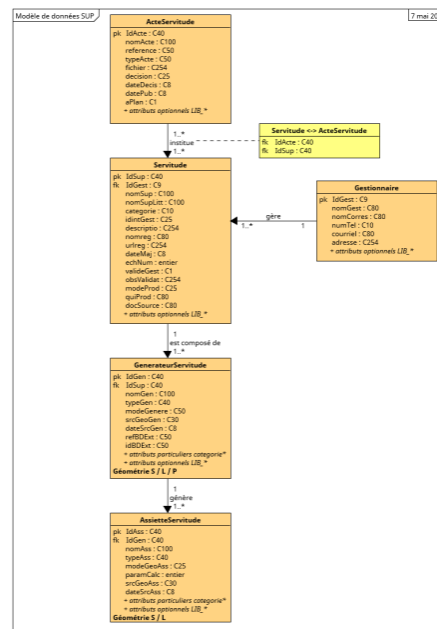 Modèle de données SUP
7 mai 20
ActeServitude
pk IdActe : C40
nomActe : C100
reference : C50
typeActe : C50
fichier : C254
decision : C25
dateDecis : C8
datePub : C8
aPlan : C1
+ attributs optionnels LIB_*
1..*
institue
1..*
Servitude <-> ActeServitude
fk IdActe : C40
fk IdSup : C40
Servitude
pk IdSup : C40
fk IdGest : C9
nomSup : C100
nomSupLitt : C100
categorie : C10
idintGest : C25
descriptio : C254
nomreg : C80
urlreg : C254
dateMaj : C8
echNum : entier
valideGest : C1
obsValidat : C254
modeProd : C25
quiProd : C80
docSource : C80
+ attributs optionnels LIB_*
gère
1..*
1
Gestionnaire
pk IdGest : C9
nomGest : C80
nomCorres : C80
numTel : C10
courriel : C80
adresse : C254
+ attributs optionnels LIB_*
1
est composé de
1..*
GenerateurServitude
pk IdGen : C40
fk IdSup : C40
nomGen : C100
typeGen : C40
modeGenere : C50
srcGeoGen : C30
dateSrcGen : C8
refBDExt : C50
idBDExt : C50
+ attributs particuliers categorie*
+ attributs optionnels LIB_*
Géométrie S / L / P
1
génère
1..*
AssietteServitude
pk IdAss : C40
fk IdGen : C40
nomAss : C100
typeAss : C40
modeGeoAss : C25
paramCalc : entier
srcGeoAss : C30
dateSrcAss : C8
+ attributs particuliers categorie*
+ attributs optionnels LIB_*
Géométrie S / L